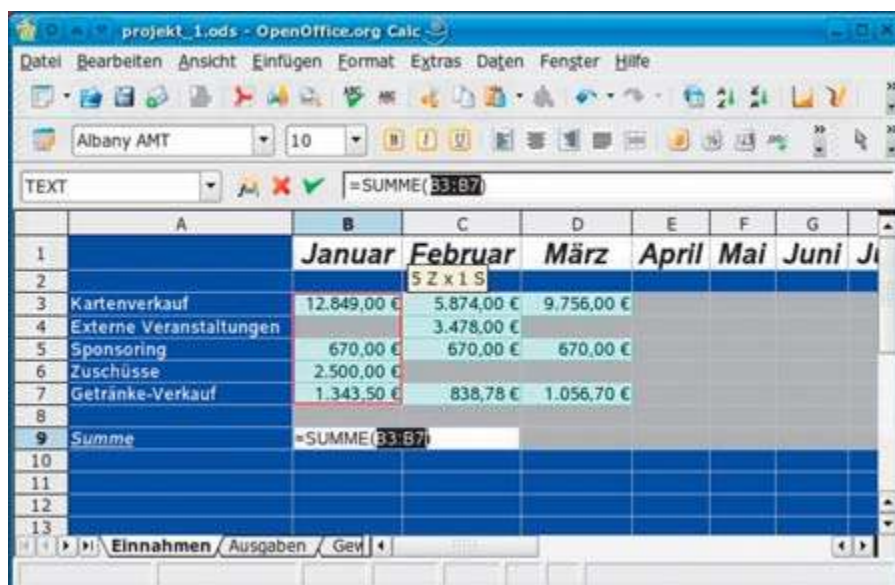 projekt_1.ods - OpenOffice.org Calc
Datei Bearbeiten Ansicht Einfügen Format Extras Daten Fenster Hilfe
Albany AMT 10
TEXT =SUMME(B3:B7)
A B C D E F G
1 Januar Februar März April Mai Juni
2 5 Z x 1 S
3 Kartenverkauf 12.849,00 € 5.874,00 € 9.756,00 €
4 Externe Veranstaltungen 3.478,00 €
5 Sponsoring 670,00 € 670,00 € 670,00 €
6 Zuschüsse 2.500,00 €
7 Getränke-Verkauf 1.343,50 € 838,78 € 1.056,70 €
8
9 Summe =SUMME(B3:B7)
10
11
12
13
Einnahmen Ausgaben Gew